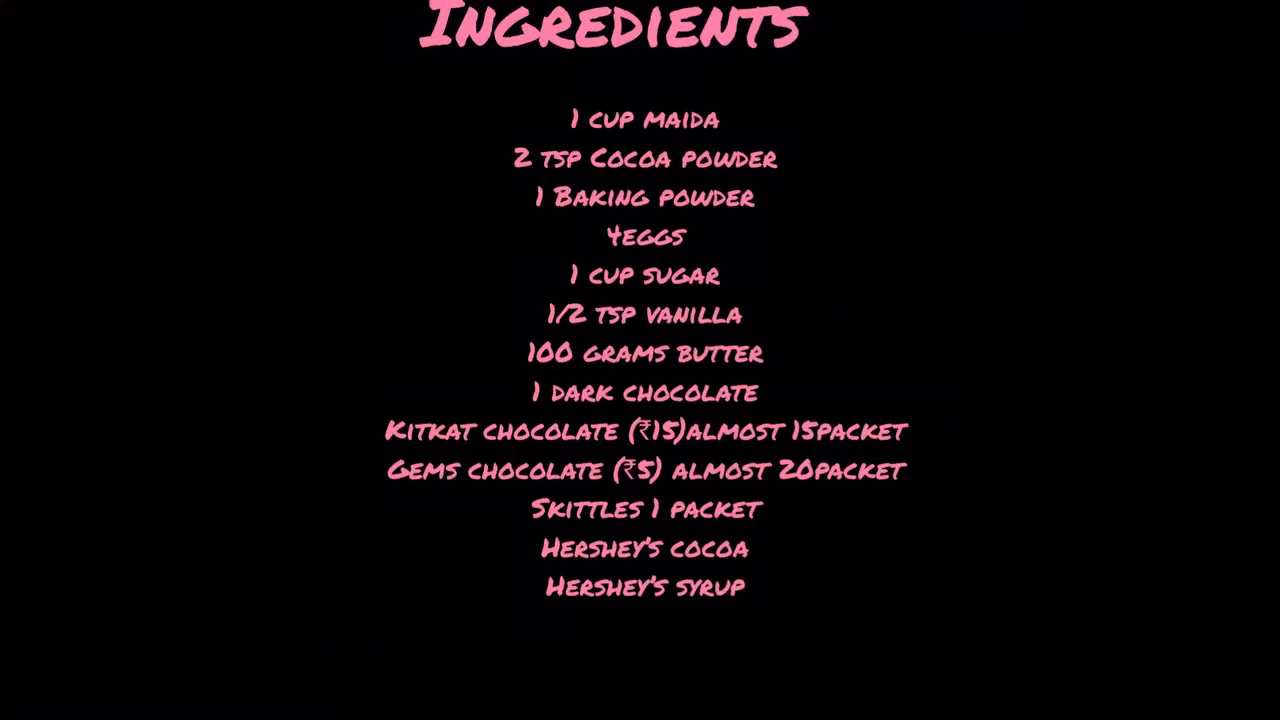 Ingredients
1 cup maida
2 tsp Cocoa powder
1 Baking powder
4eggs
1 cup sugar
1/2 tsp vanilla
100 grams butter
1 dark chocolate
Kitkat chocolate (₹15)almost 15packet
Gems chocolate (₹5) almost 20packet
Skittles 1 packet
Hershey's cocoa
Hershey's syrup